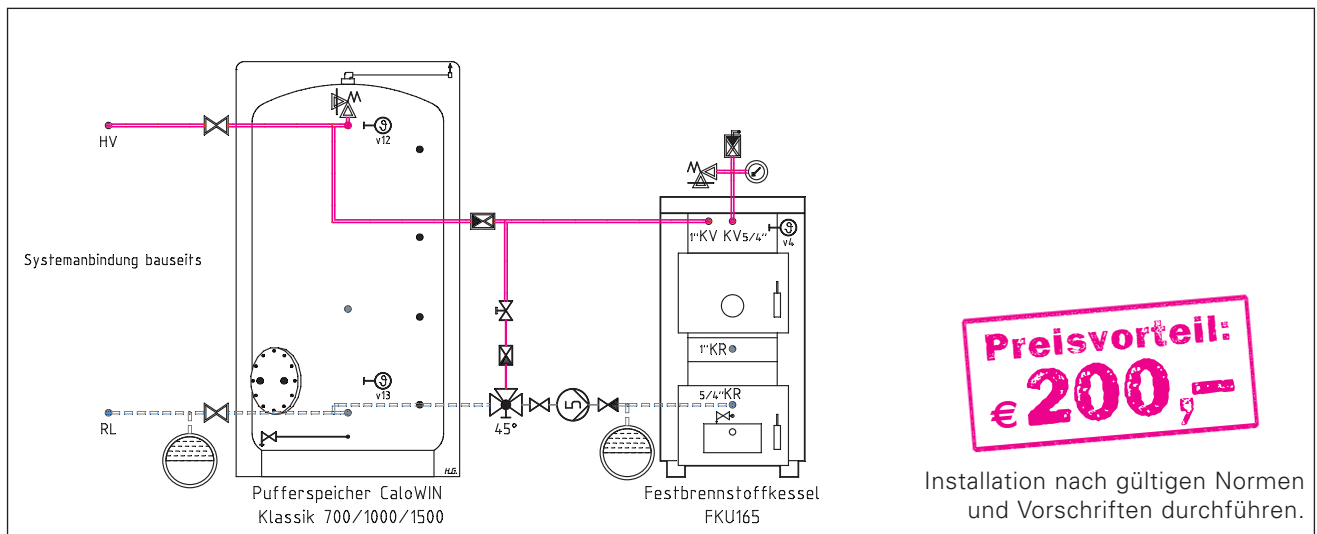 v12
HV
1"KV KV5/4"
v4
Systemanbindung bauseits
1"KR
v13
5/4"KR
RL
45°
H.G.
Pufferspeicher CaloWIN
Klassik 700/1000/1500
Festbrennstoffkessel
FKU165
Preisvorteil:
€ 200,–
Installation nach gültigen Normen
und Vorschriften durchführen.